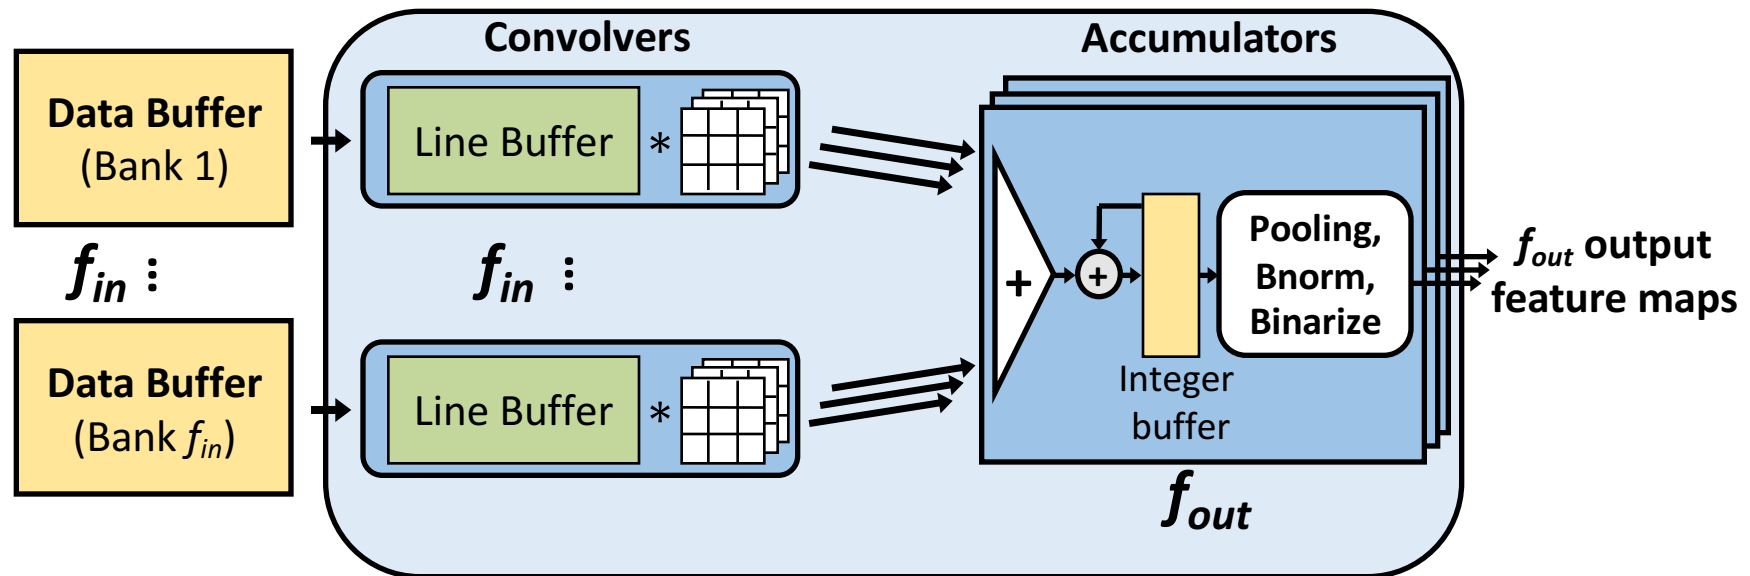 Convolvers
Accumulators
Data Buffer
(Bank 1)
Line Buffer *
f_in ⋮
f_in ⋮
Data Buffer
(Bank f_in)
Line Buffer *
+
+
Pooling,
Bnorm,
Binarize
Integer
buffer
f_out
f_out output
feature maps